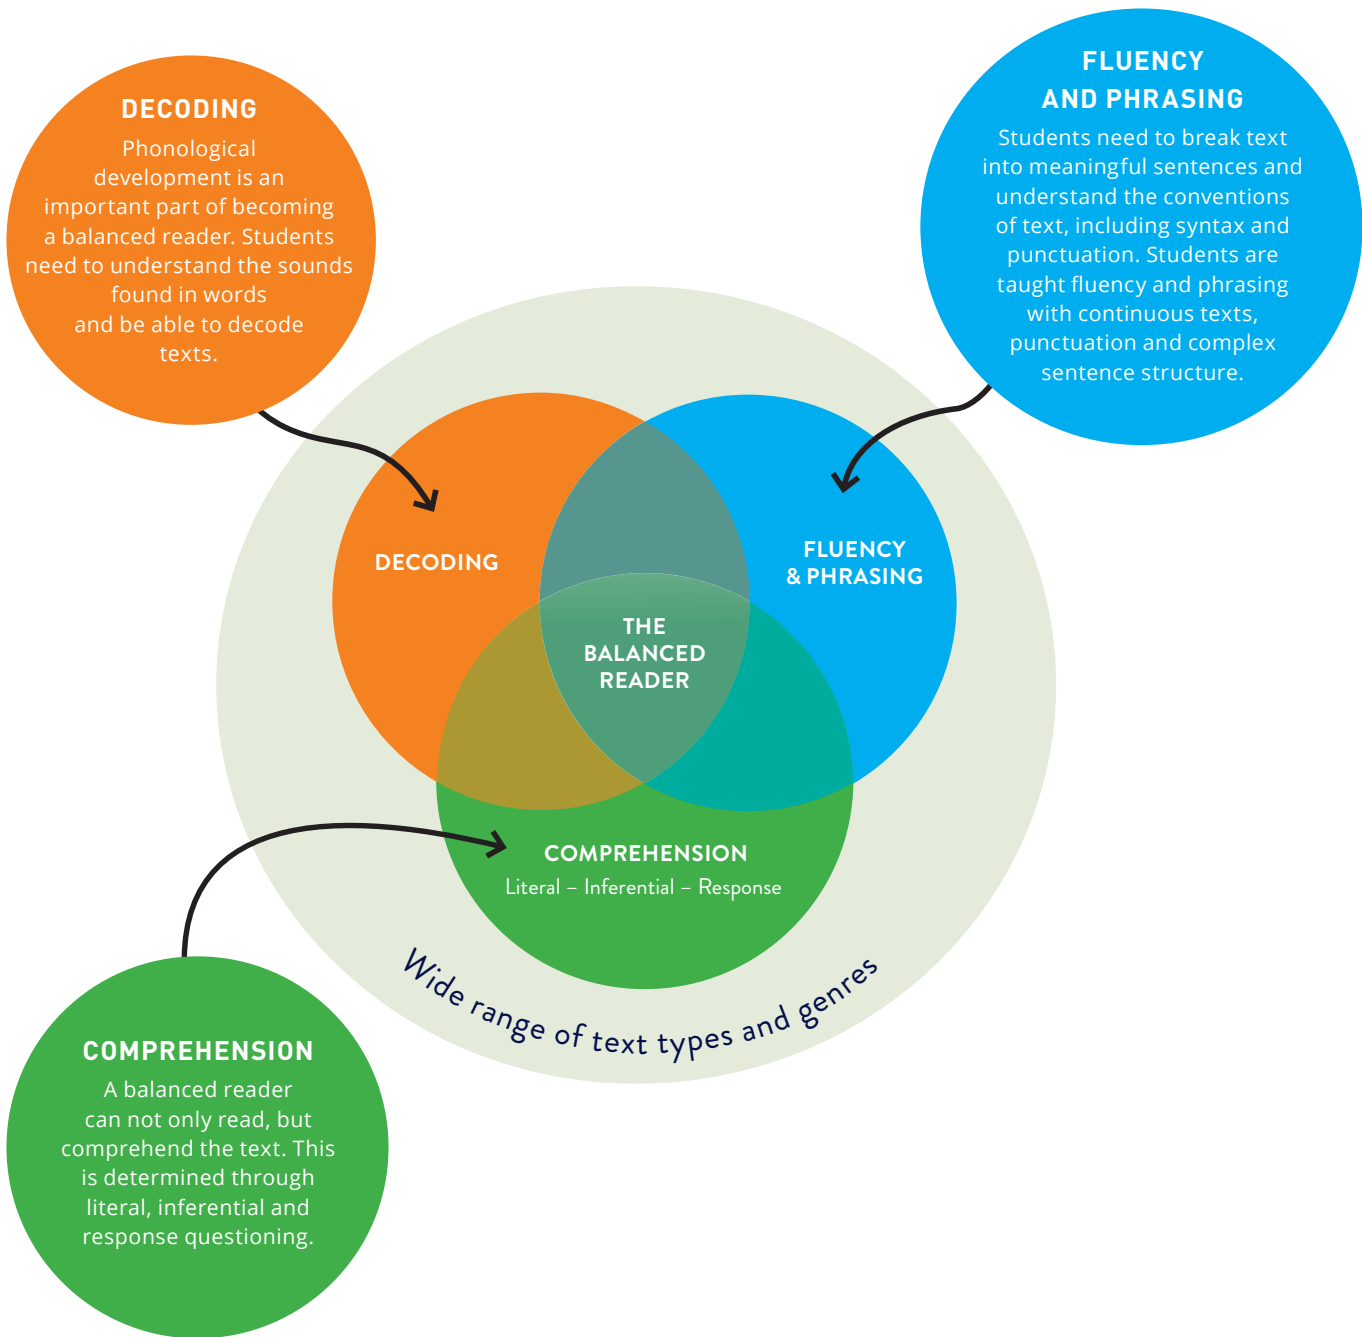 DECODING
Phonological
development is an
important part of becoming
a balanced reader. Students
need to understand the sounds
found in words
and be able to decode
texts.
FLUENCY
AND PHRASING
Students need to break text
into meaningful sentences and
understand the conventions
of text, including syntax and
punctuation. Students are
taught fluency and phrasing
with continuous texts,
punctuation and complex
sentence structure.
DECODING
FLUENCY
& PHRASING
THE
BALANCED
READER
COMPREHENSION
Literal – Inferential – Response
Wide range of text types and genres
COMPREHENSION
A balanced reader
can not only read, but
comprehend the text. This
is determined through
literal, inferential and
response questioning.